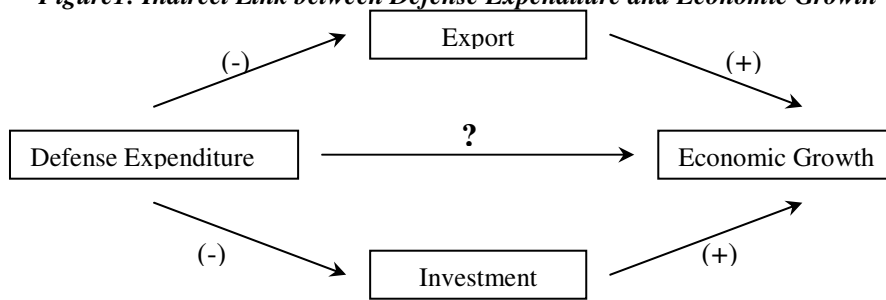 Figure1: Indirect Link between Defense Expenditure and Economic Growth
Export
(-)
(+)
?
Defense Expenditure
Economic Growth
(-)
(+)
Investment